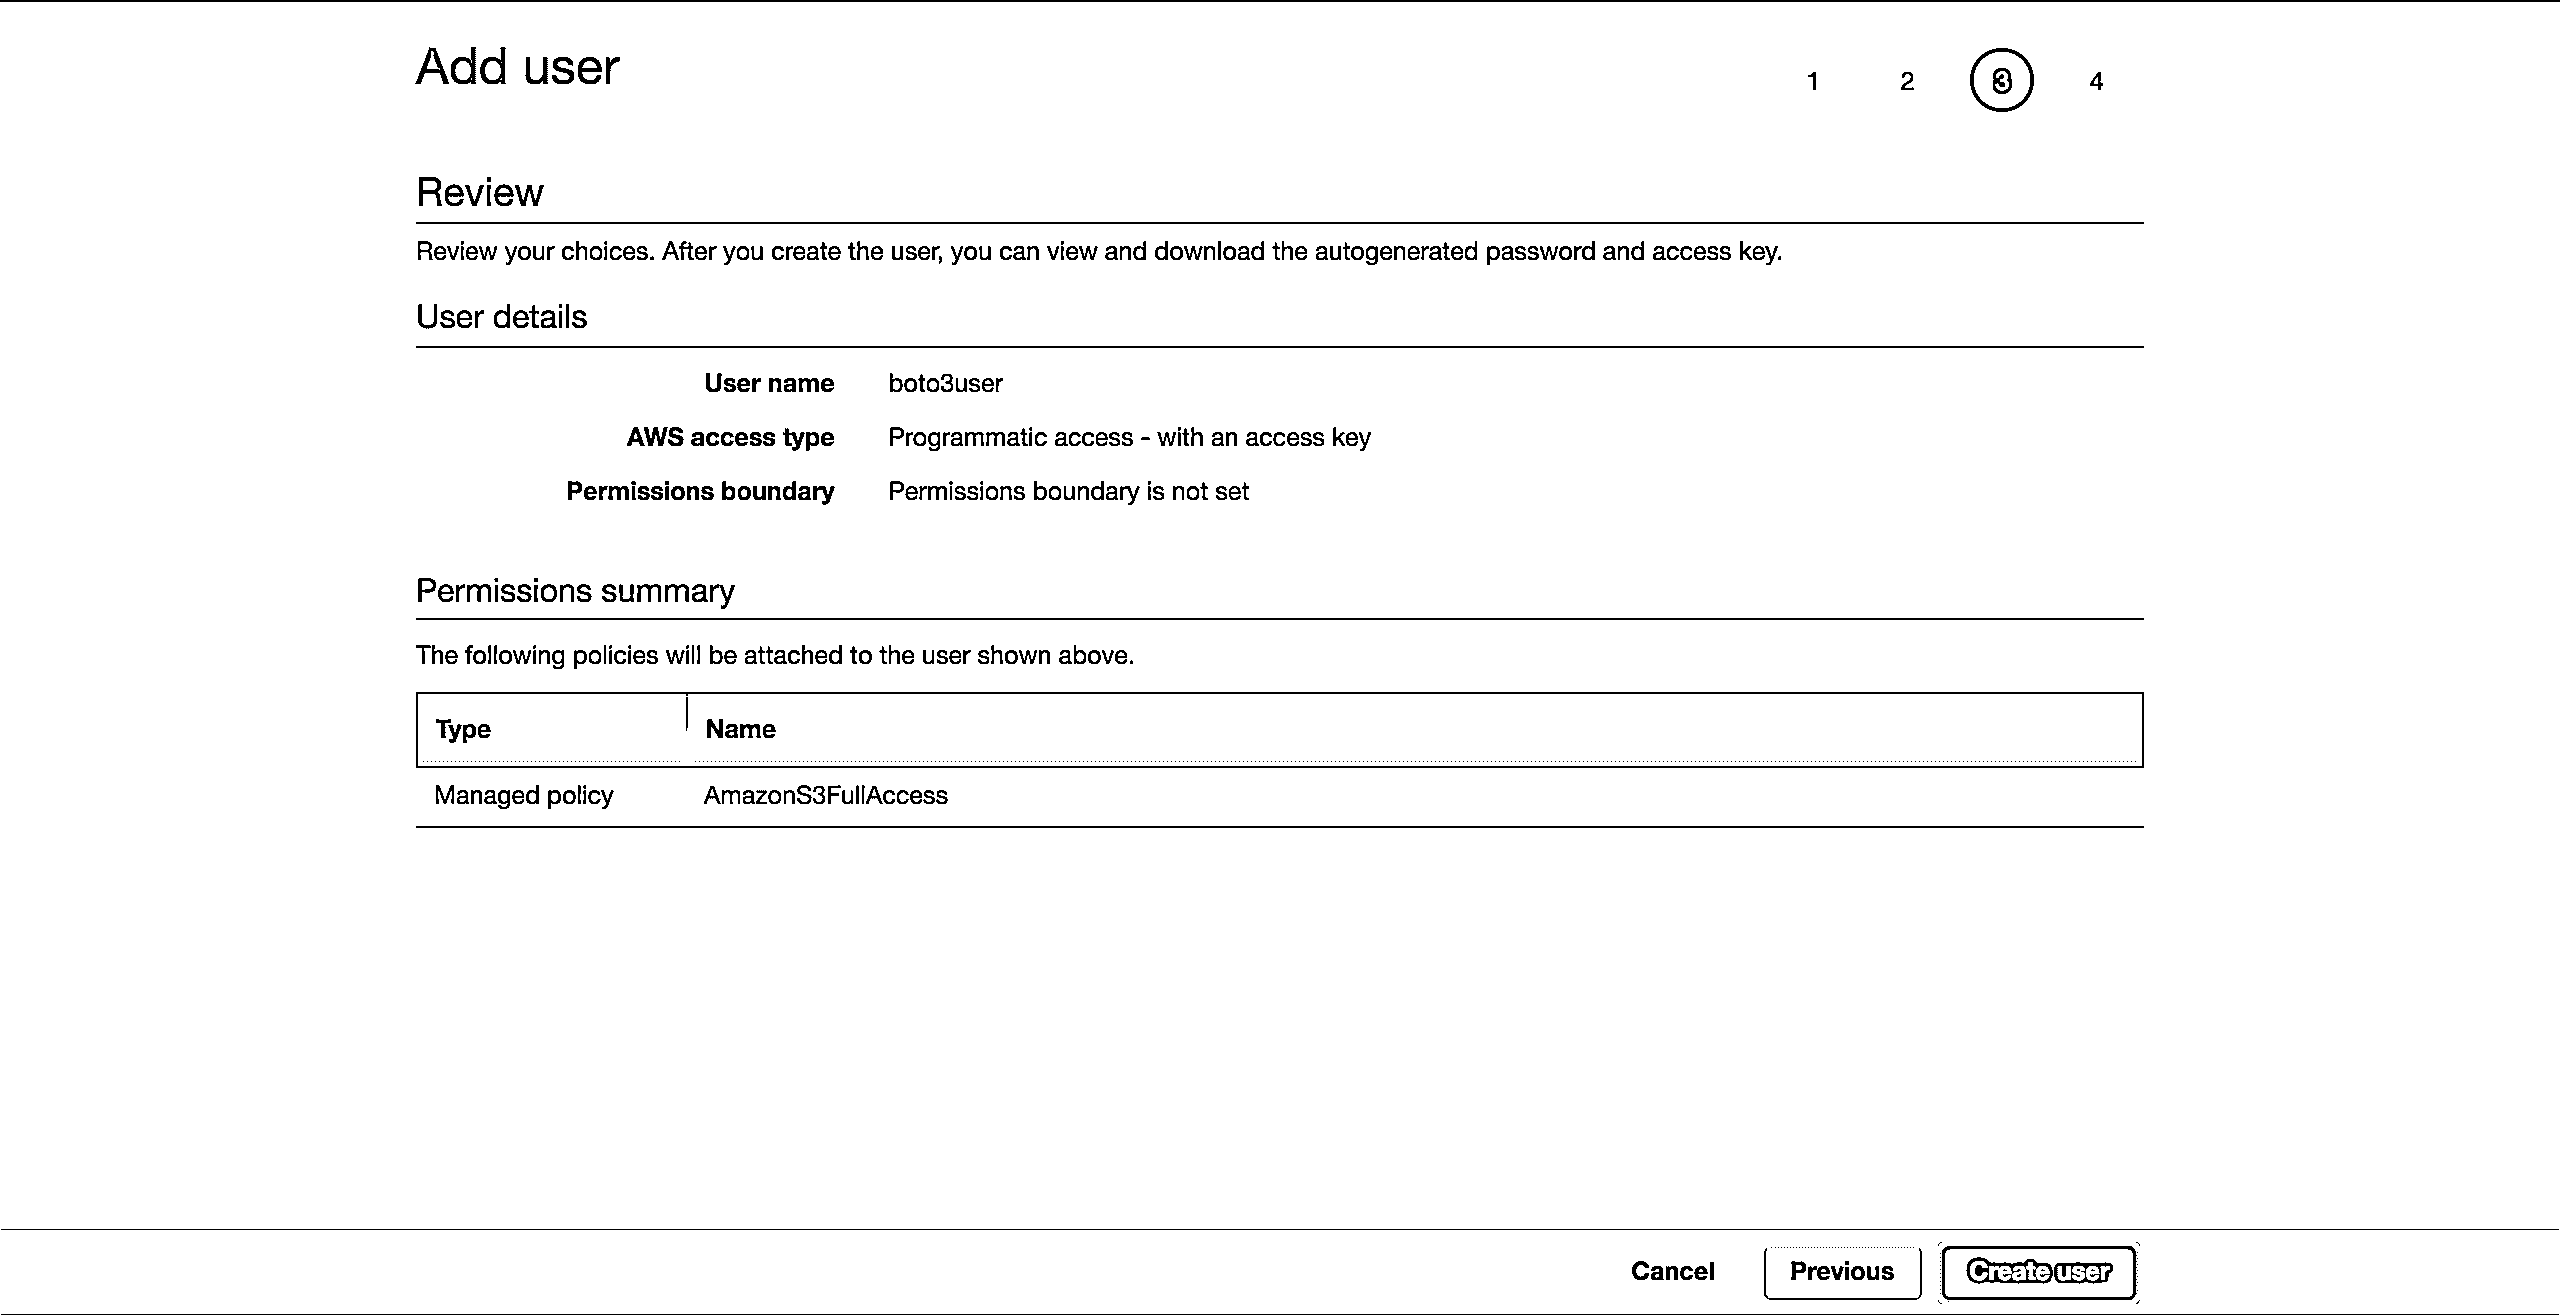 Add user
1 2 3 4
Review
Review your choices. After you create the user, you can view and download the autogenerated password and access key.
User details
User name boto3user
AWS access type Programmatic access - with an access key
Permissions boundary Permissions boundary is not set
Permissions summary
The following policies will be attached to the user shown above.
Type Name
Managed policy AmazonS3FullAccess
Cancel Previous Create user